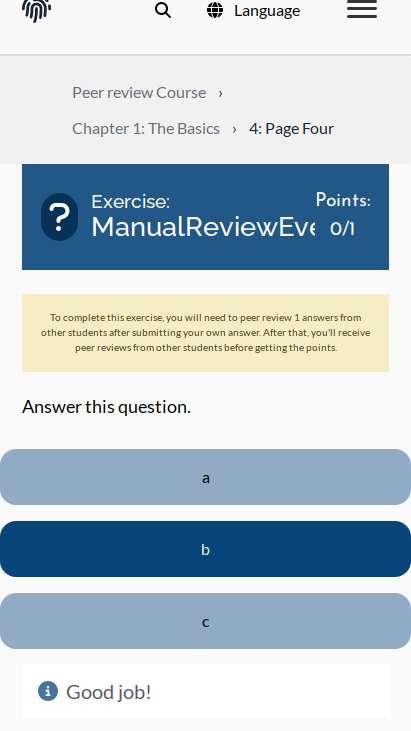 Language
Peer review Course ›
Chapter 1: The Basics › 4: Page Four
Exercise:
ManualReviewEve
Points:
0/1
To complete this exercise, you will need to peer review 1 answers from
other students after submitting your own answer. After that, you'll receive
peer reviews from other students before getting the points.
Answer this question.
a
b
c
Good job!